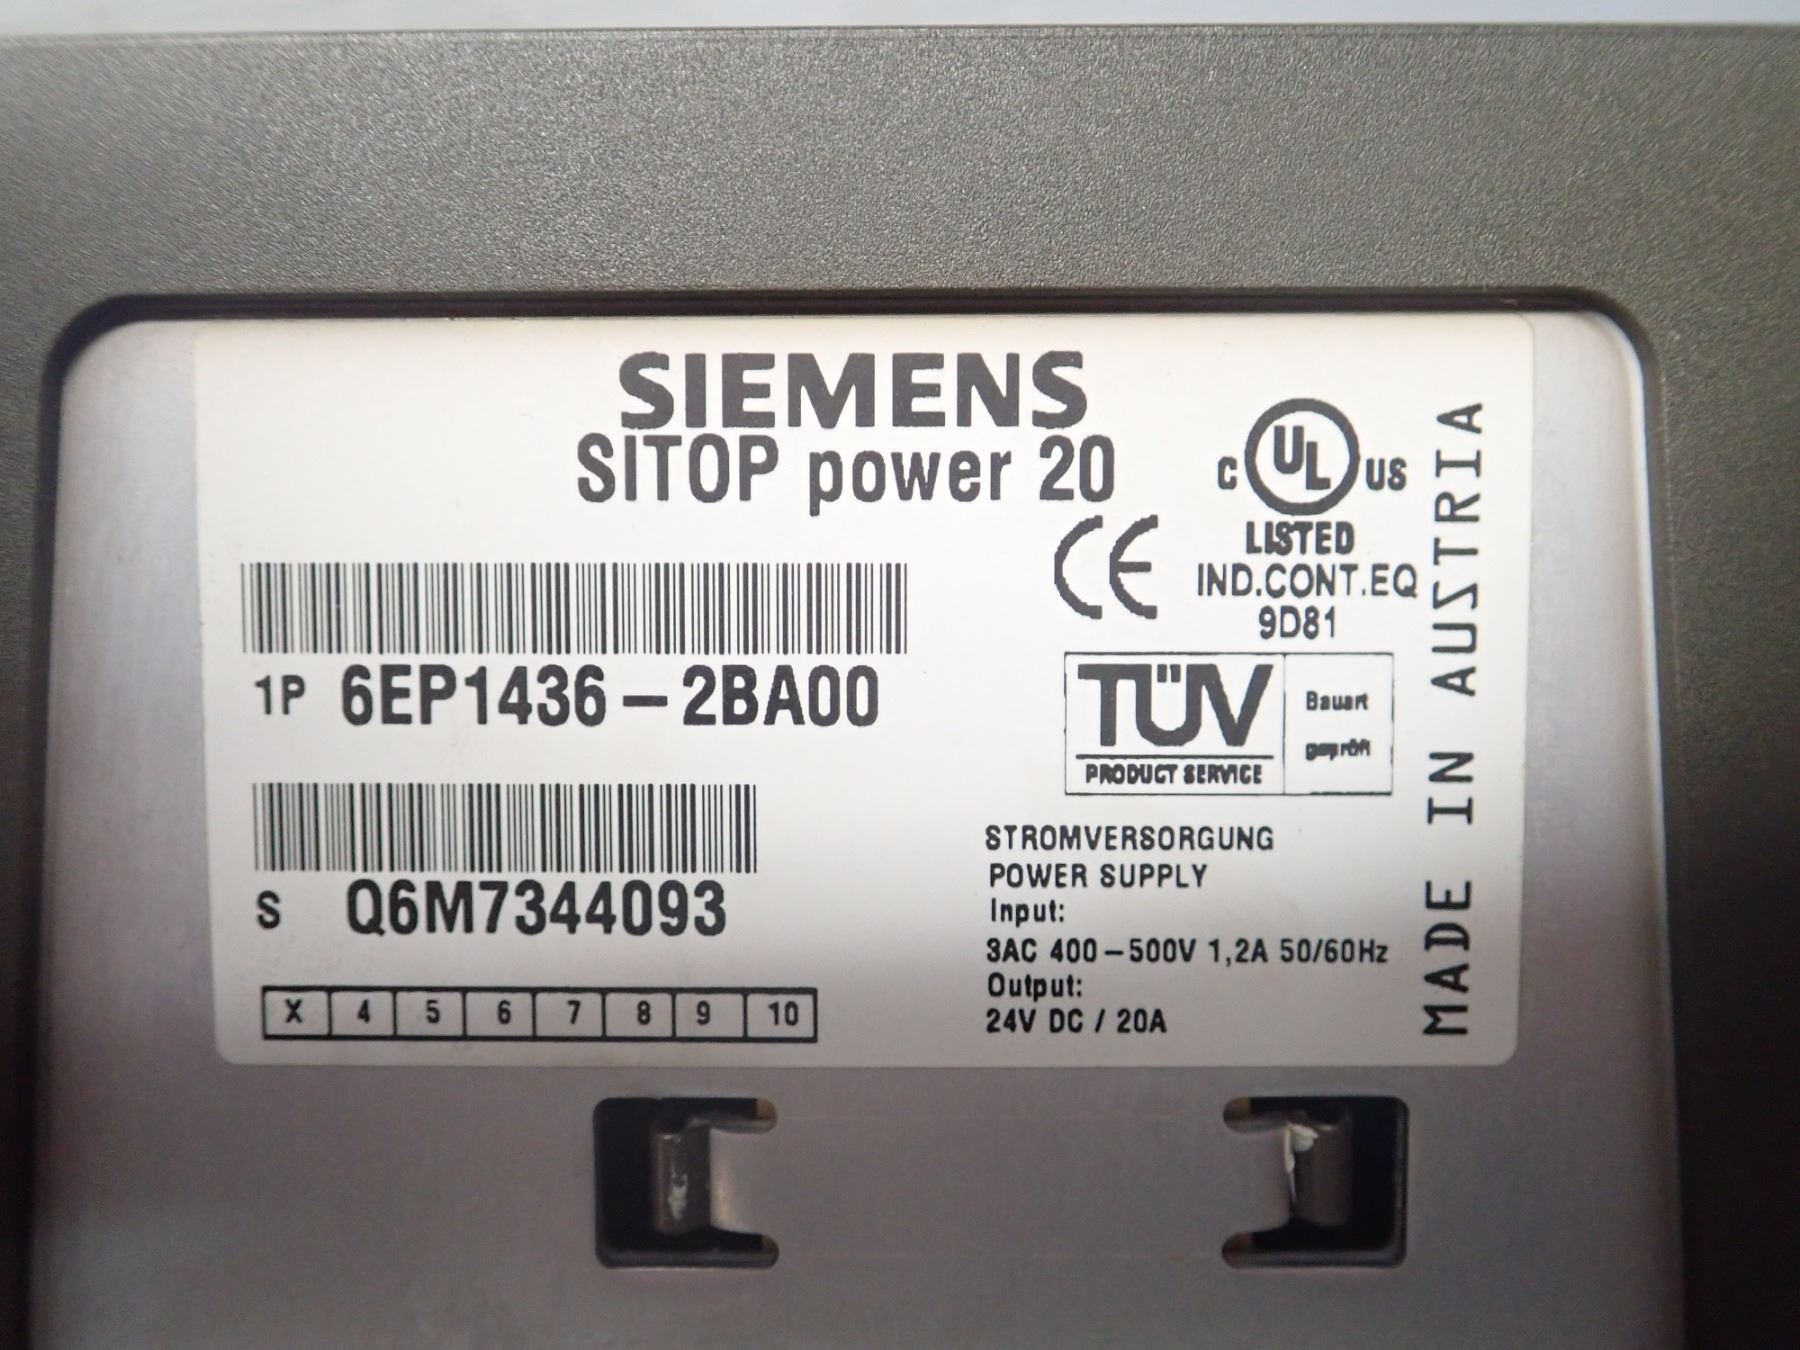 SIEMENS
SITOP power 20
C UL US
LISTED
IND.CONT.EQ
9D81
CE
1P 6EP1436-2BA00
TÜV
PRODUCT SERVICE
Bauart
geprüft
S Q6M7344093
X 4 5 6 7 8 9 10
STROMVERSORGUNG
POWER SUPPLY
Input:
3AC 400-500V 1,2A 50/60Hz
Output:
24V DC / 20A
MADE IN AUSTRIA